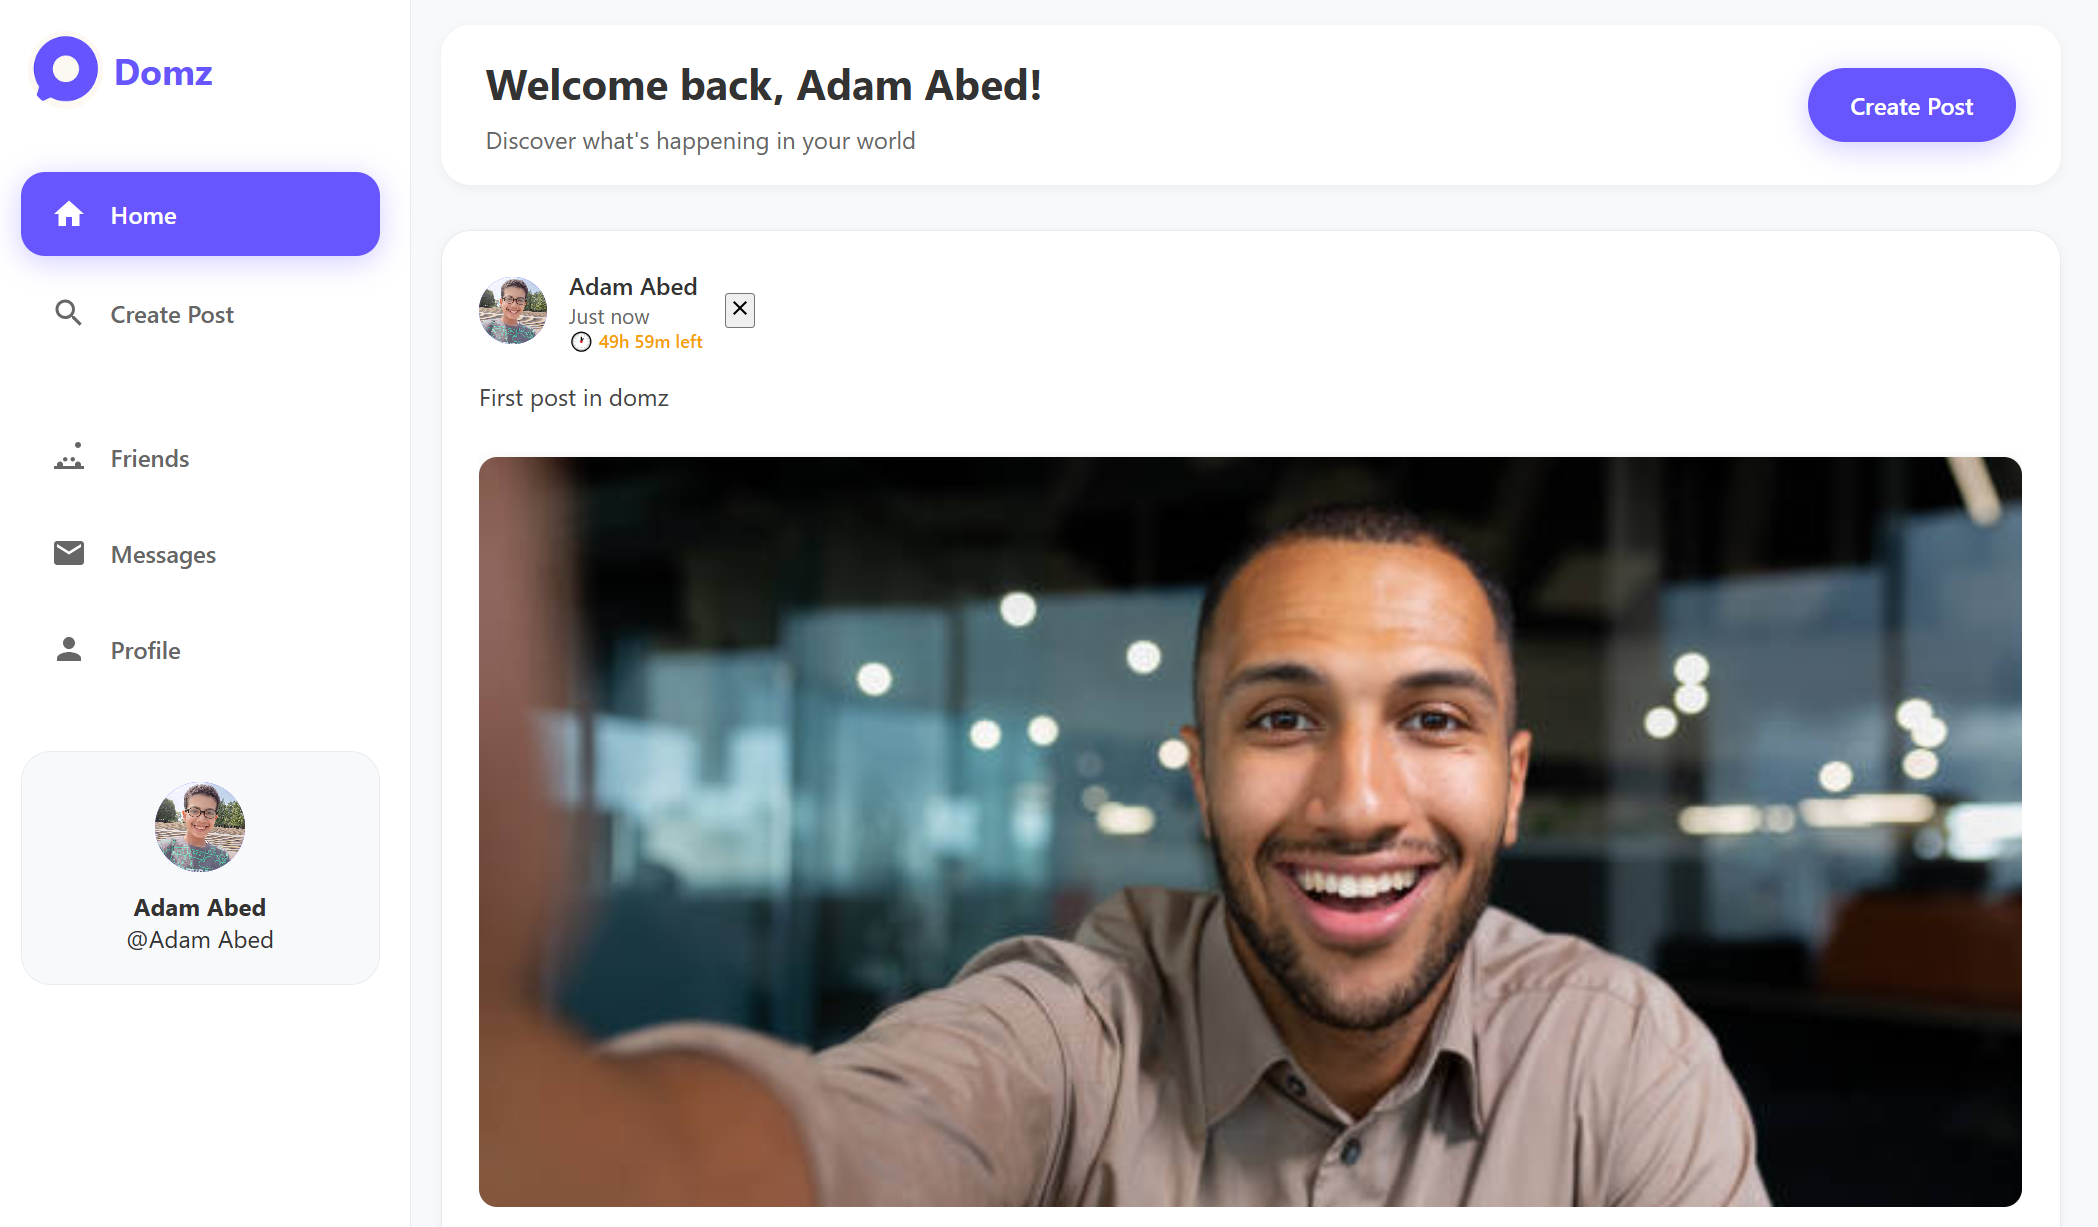 Domz
Home
Create Post
Friends
Messages
Profile
Adam Abed
@Adam Abed
Welcome back, Adam Abed!
Discover what's happening in your world
Create Post
Adam Abed
Just now
49h 59m left
First post in domz